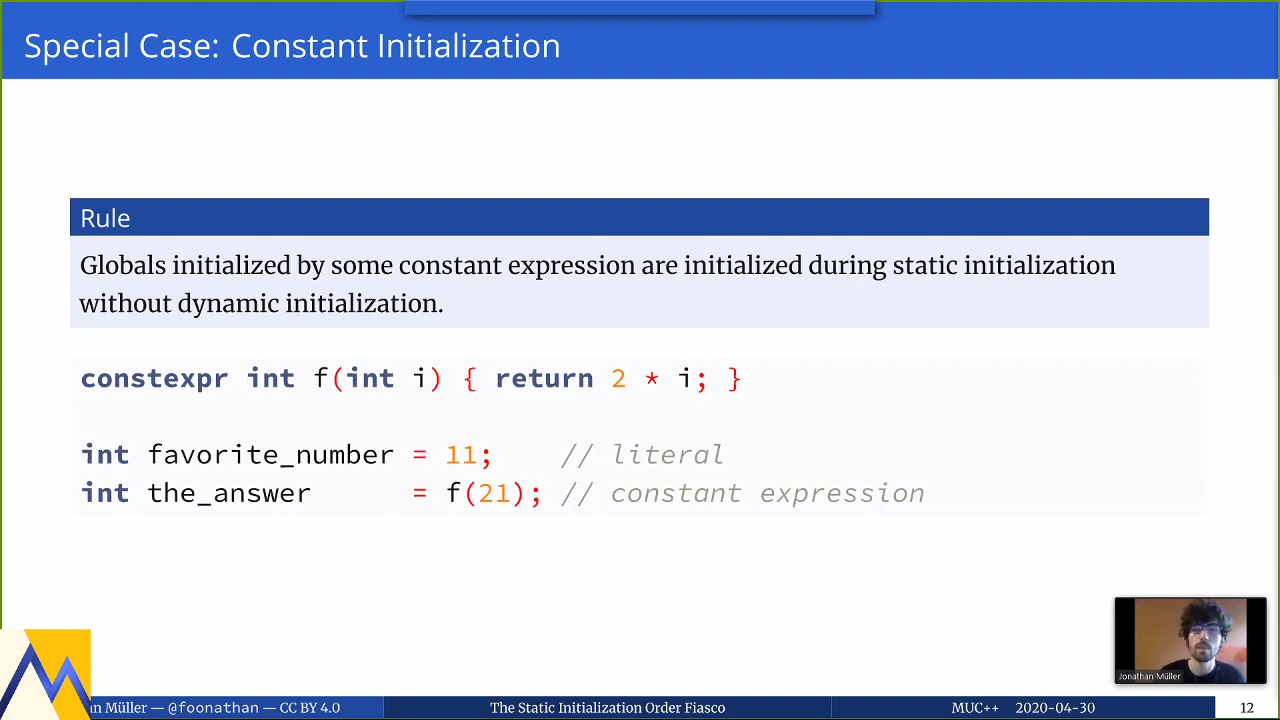 Special Case: Constant Initialization
Rule
Globals initialized by some constant expression are initialized during static initialization
without dynamic initialization.
constexpr int f(int i) { return 2 * i; }
int favorite_number = 11;    // literal
int the_answer      = f(21); // constant expression
Jonathan Müller
an Müller — @foonathan — CC BY 4.0
The Static Initialization Order Fiasco
MUC++ 2020-04-30
12